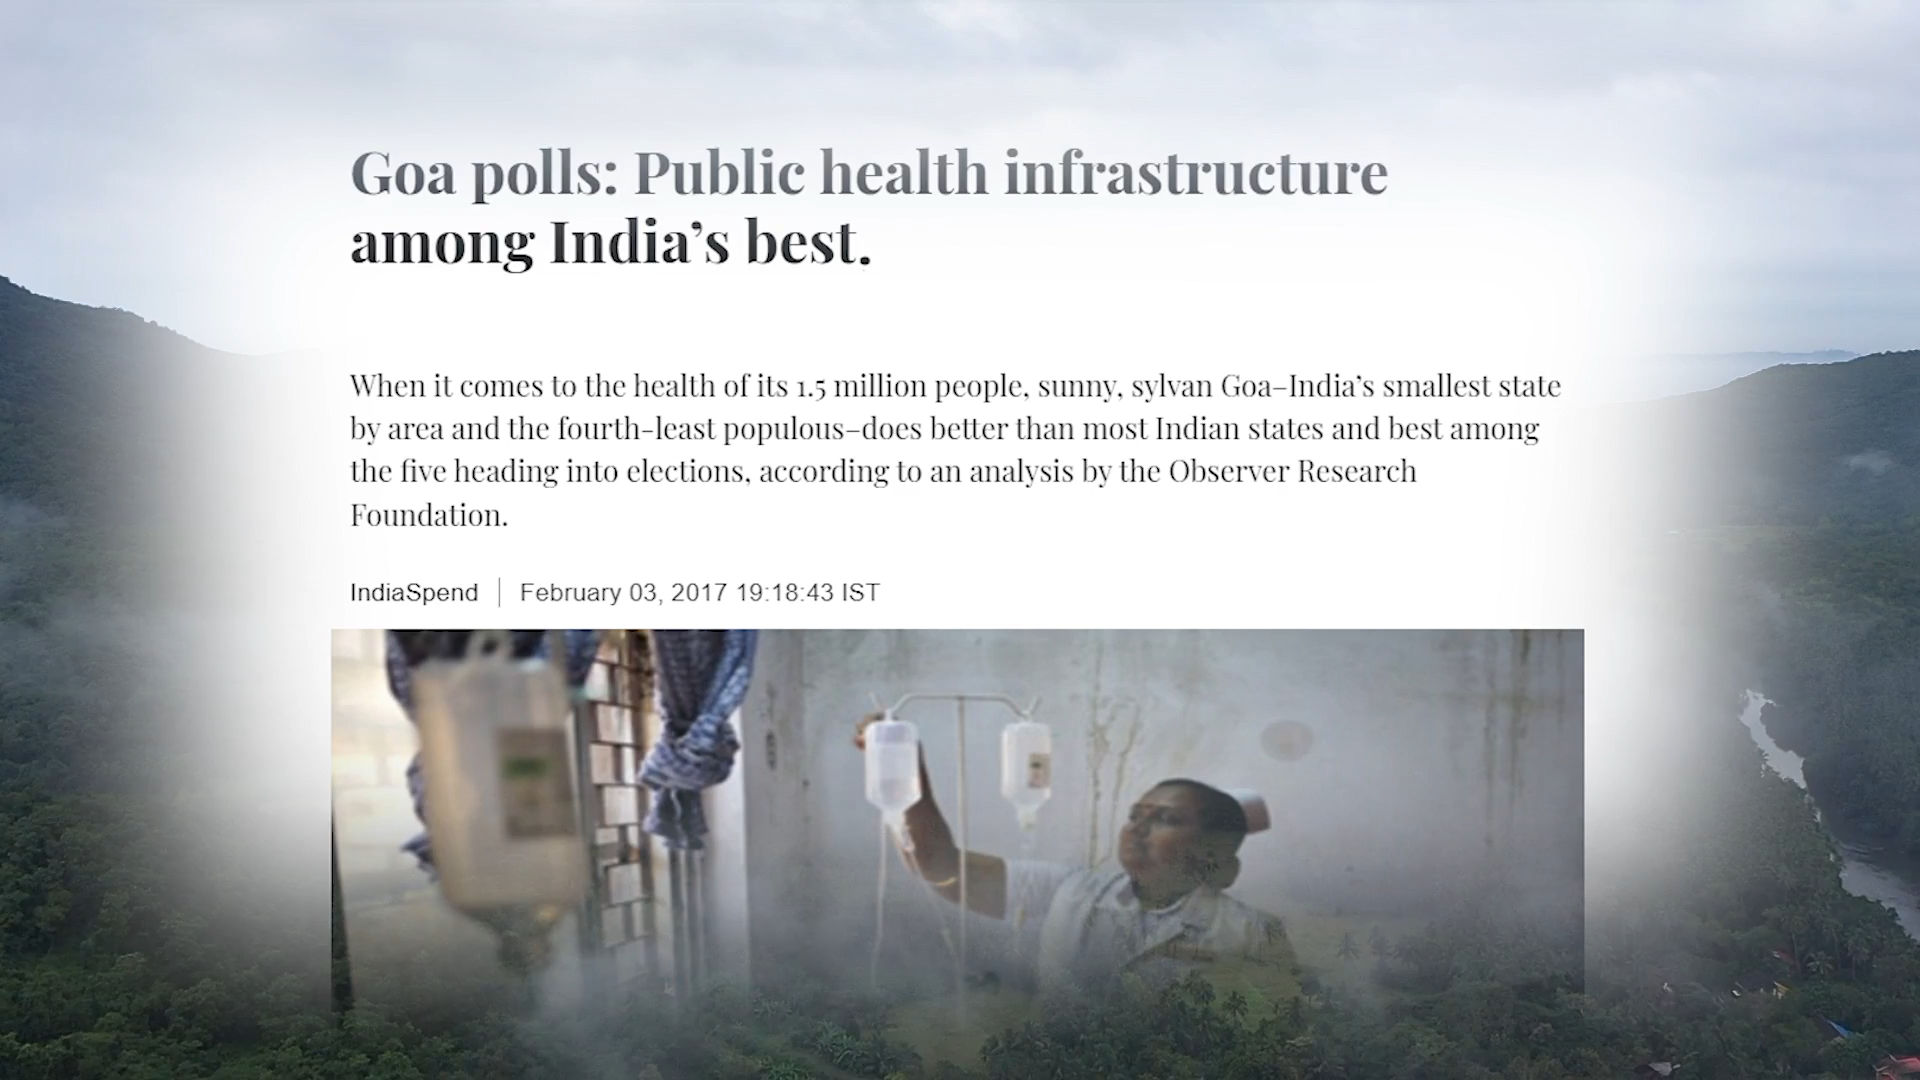 Goa polls: Public health infrastructure
among India’s best.
When it comes to the health of its 1.5 million people, sunny, sylvan Goa–India’s smallest state
by area and the fourth-least populous–does better than most Indian states and best among
the five heading into elections, according to an analysis by the Observer Research
Foundation.
IndiaSpend | February 03, 2017 19:18:43 IST